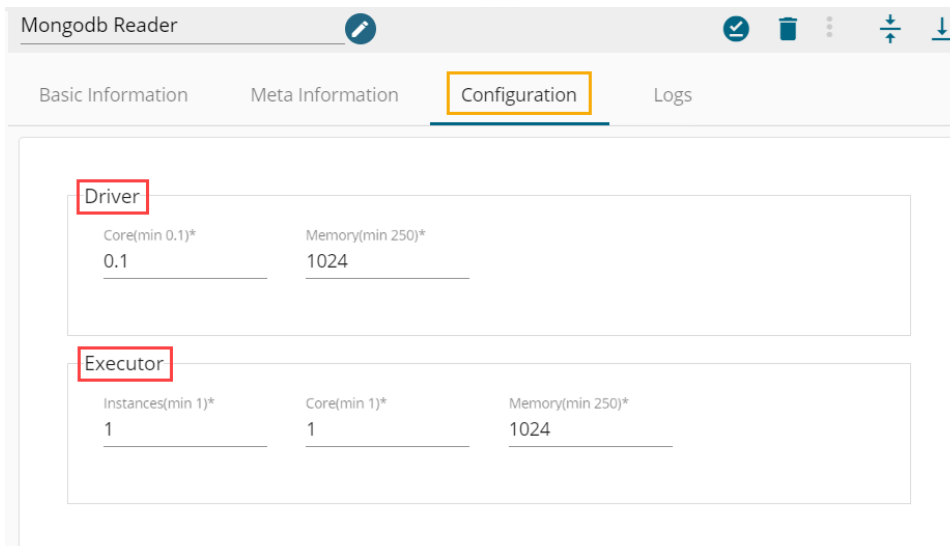 Mongodb Reader
Basic Information Meta Information Configuration Logs
Driver
Core(min 0.1)* Memory(min 250)*
0.1 1024
Executor
Instances(min 1)* Core(min 1)* Memory(min 250)*
1 1 1024